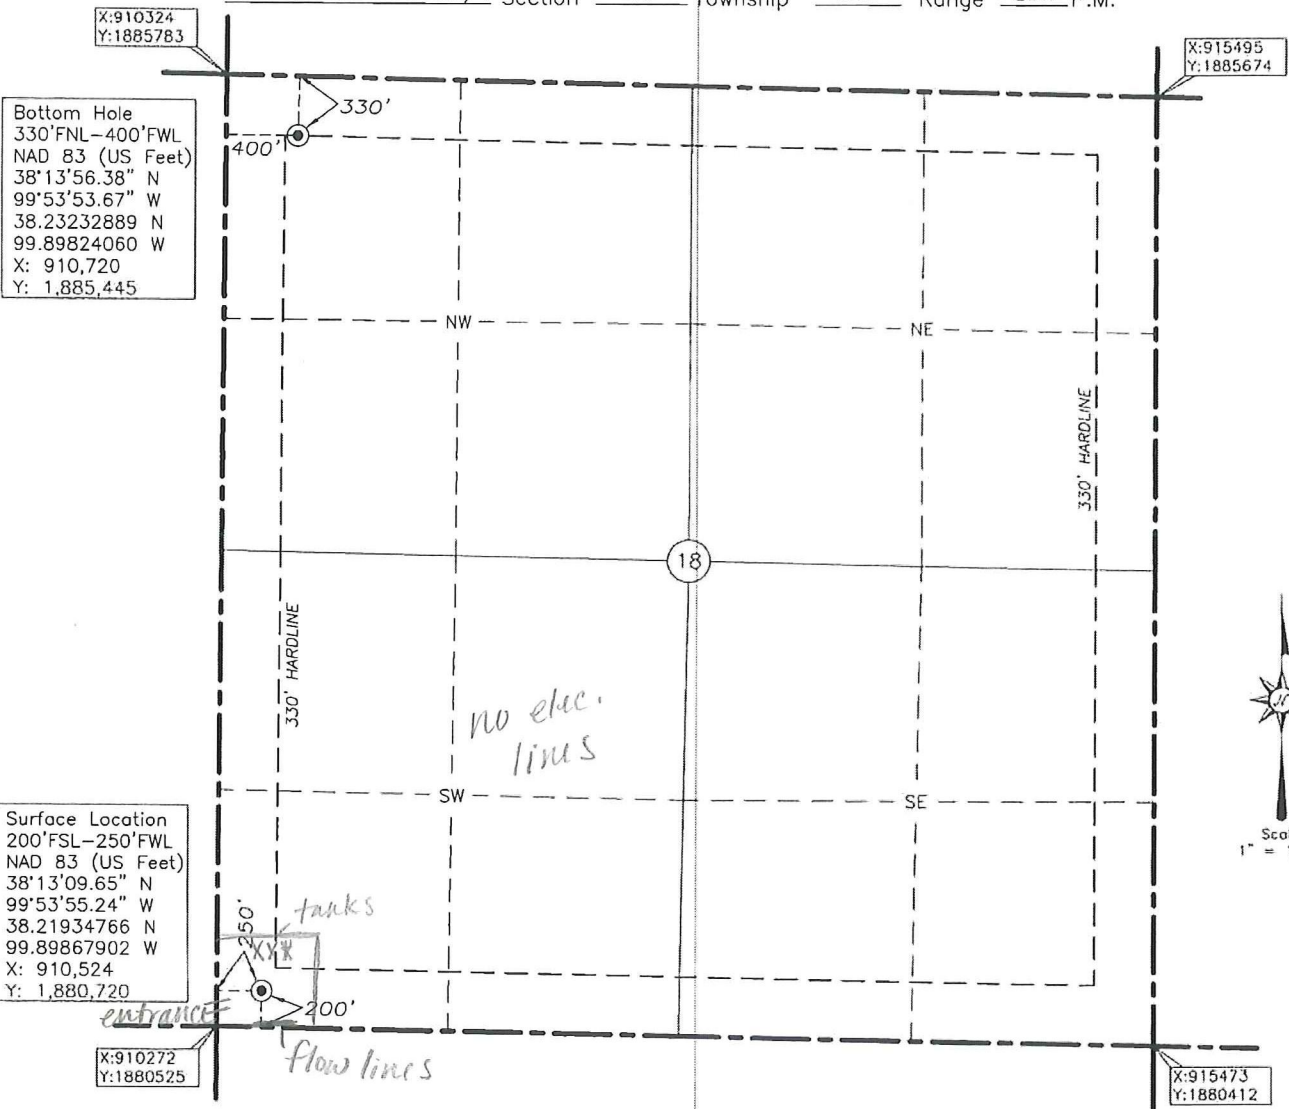 Section Township Range P.M.
X:910324
Y:1885783
X:915495
Y:1885674
Bottom Hole
330'FNL-400'FWL
NAD 83 (US Feet)
38°13'56.38" N
99°53'53.67" W
38.23232889 N
99.89824060 W
X: 910,720
Y: 1,885,445
330'
400'
NW
NE
330' HARDLINE
18
330' HARDLINE
no elec.
lines
SW
SE
Surface Location
200'FSL-250'FWL
NAD 83 (US Feet)
38°13'09.65" N
99°53'55.24" W
38.21934766 N
99.89867902 W
X: 910,524
Y: 1,880,720
250'
tanks
XXX
200'
entrance
flow lines
X:910272
Y:1880525
X:915473
Y:1880412
N
1" =